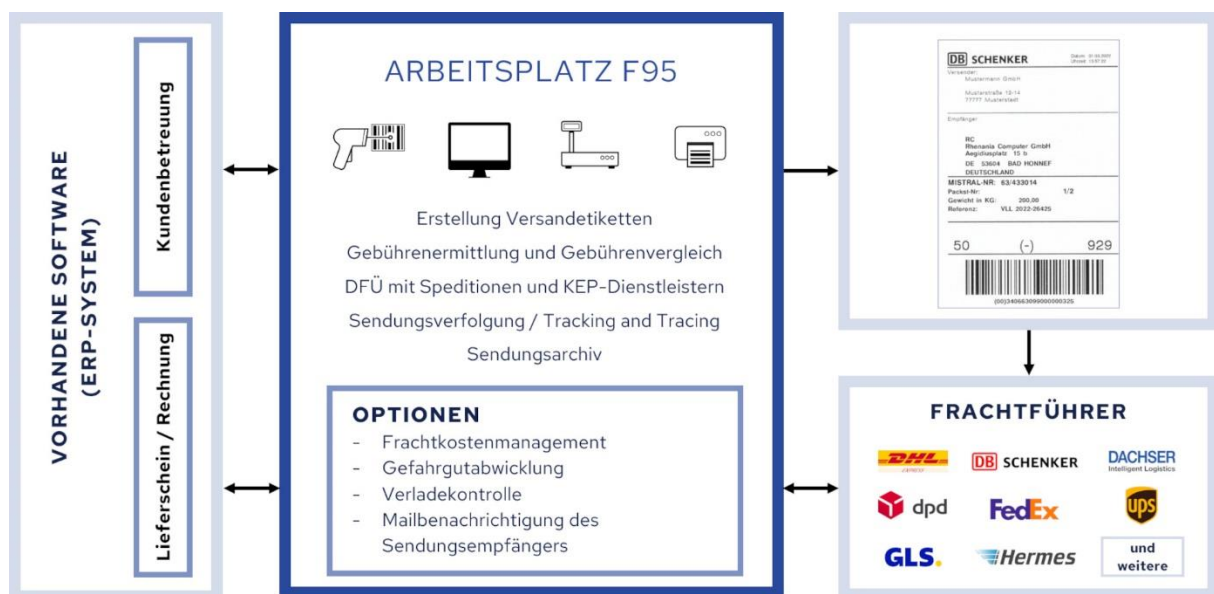 VORHANDENE SOFTWARE
(ERP-SYSTEM)
Kundenbetreuung
Lieferschein / Rechnung
ARBEITSPLATZ F95
Erstellung Versandetiketten
Gebührenermittlung und Gebührenvergleich
DFÜ mit Speditionen und KEP-Dienstleistern
Sendungsverfolgung / Tracking and Tracing
Sendungsarchiv
OPTIONEN
- Frachtkostenmanagement
- Gefahrgutabwicklung
- Verladekontrolle
- Mailbenachrichtigung des
Sendungsempfängers
DB SCHENKER
Versender:
Mustermann GmbH
Musterstraße 12-14
77777 Musterstadt
Empfänger
RC
Rhenania Computer GmbH
Aegidiusplatz 15 b
DE 53604 BAD HONNEF
DEUTSCHLAND
MISTRAL-NR: 63/433014
Packst-Nr: 1/2
Gewicht in KG: 200,00
Referenz: VLL 2022-26425
50 (-) 929
FRACHTFÜHRER
DHL
EXPRESS
DB SCHENKER
DACHSER
Intelligent Logistics
dpd
FedEx
ups
GLS.
Hermes
und
weitere